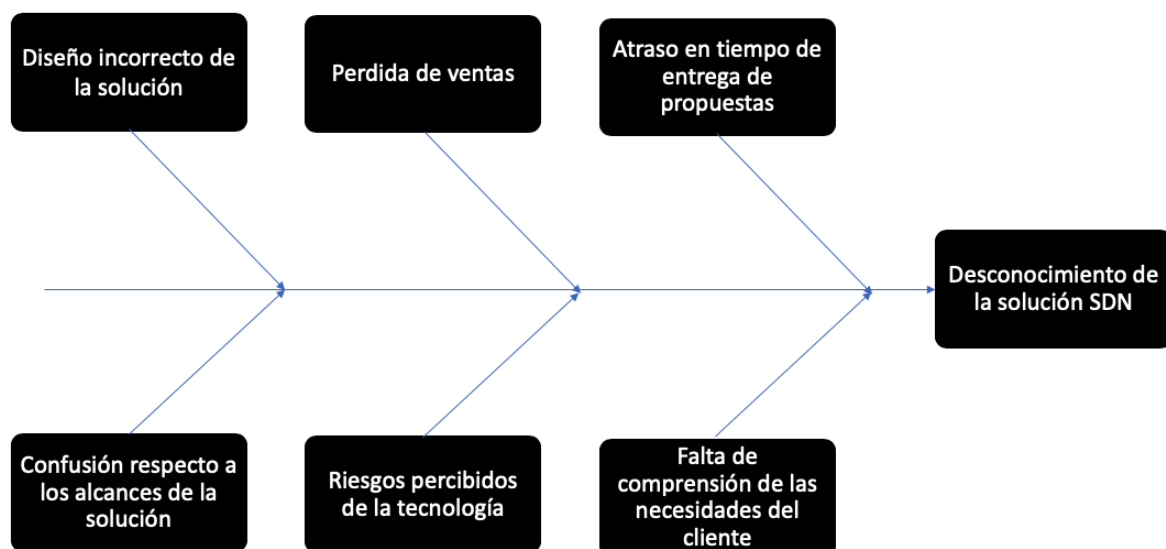 Diseño incorrecto de
la solución
Perdida de ventas
Atraso en tiempo de
entrega de
propuestas
Desconocimiento de
la solución SDN
Confusión respecto a
los alcances de la
solución
Riesgos percibidos
de la tecnología
Falta de
comprensión de las
necesidades del
cliente